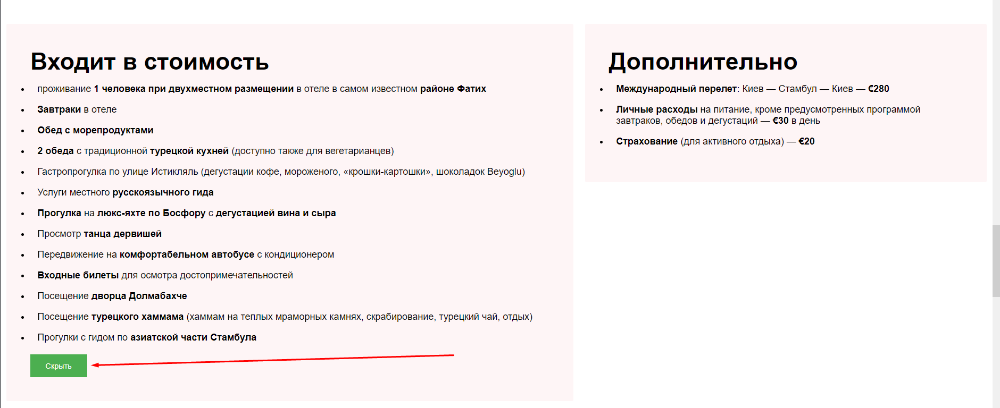 Входит в стоимость
проживание 1 человека при двухместном размещении в отеле в самом известном районе Фатих
Завтраки в отеле
Обед с морепродуктами
2 обеда с традиционной турецкой кухней (доступно также для вегетарианцев)
Гастропрогулка по улице Истикляль (дегустации кофе, мороженого, «крошки-картошки», шоколадок Beyoglu)
Услуги местного русскоязычного гида
Прогулка на люкс-яхте по Босфору с дегустацией вина и сыра
Просмотр танца дервишей
Передвижение на комфортабельном автобусе с кондиционером
Входные билеты для осмотра достопримечательностей
Посещение дворца Долмабахче
Посещение турецкого хаммама (хаммам на теплых мраморных камнях, скрабирование, турецкий чай, отдых)
Прогулки с гидом по азиатской части Стамбула
Скрыть
Дополнительно
Международный перелет: Киев — Стамбул — Киев — €280
Личные расходы на питание, кроме предусмотренных программой
завтраков, обедов и дегустаций — €30 в день
Страхование (для активного отдыха) — €20